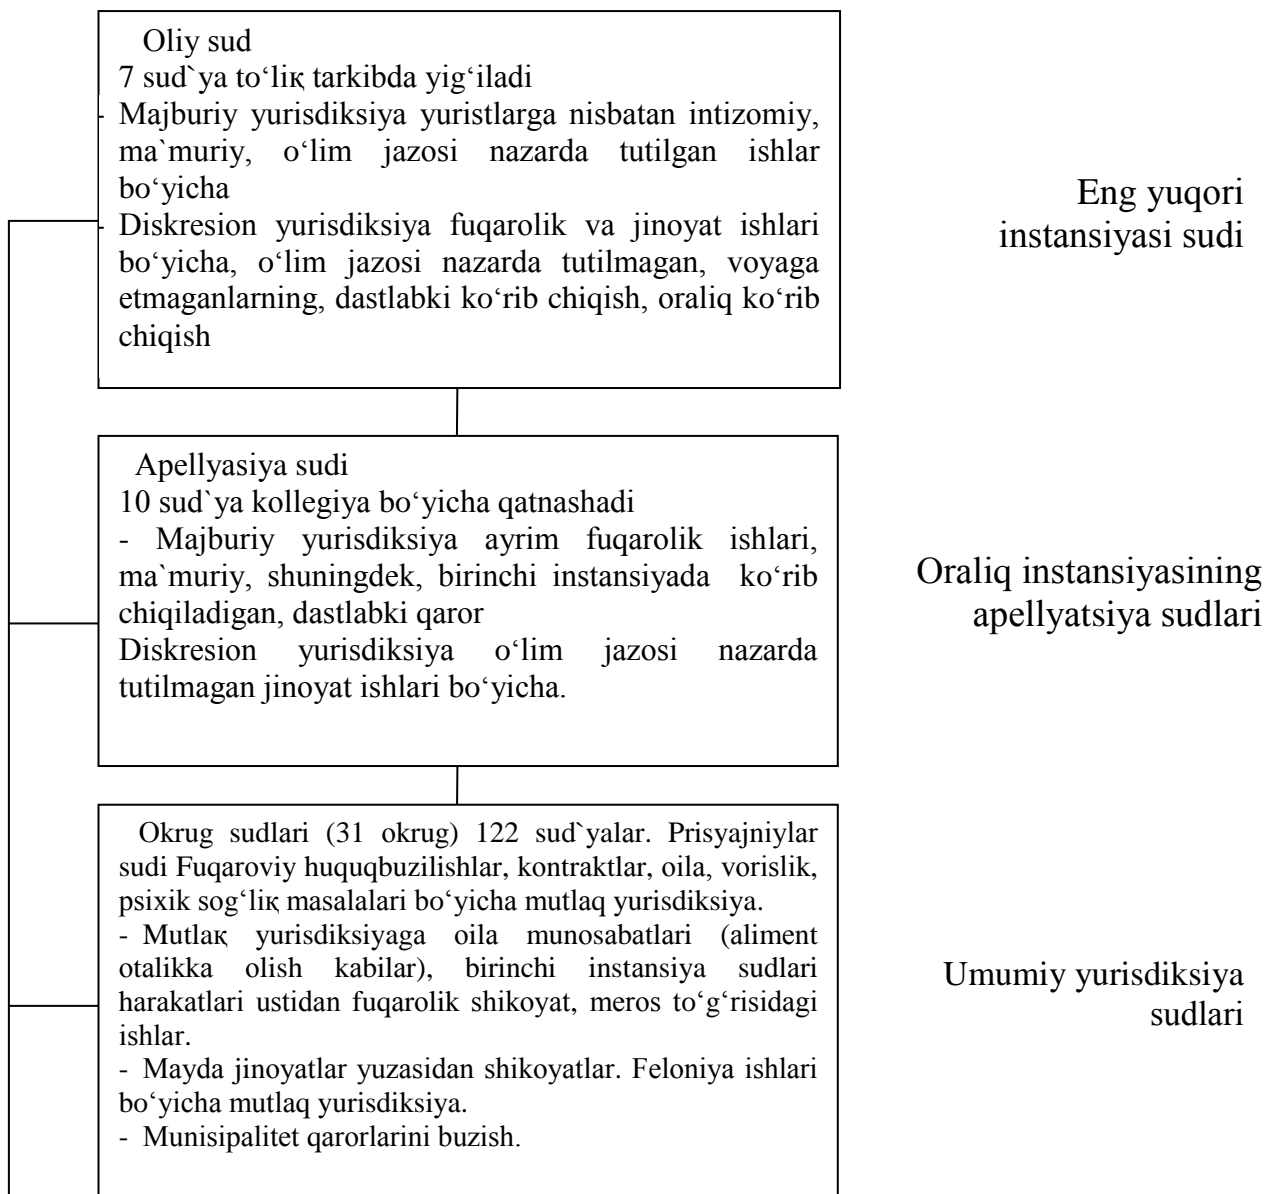 Oliy sud
7 sud`ya to‘liқ tarkibda yig‘iladi
- Majburiy yurisdiksiya yuristlarga nisbatan intizomiy,
ma`muriy, o‘lim jazosi nazarda tutilgan ishlar
bo‘yicha
- Diskresion yurisdiksiya fuqarolik va jinoyat ishlari
bo‘yicha, o‘lim jazosi nazarda tutilmagan, voyaga
etmaganlarning, dastlabki ko‘rib chiqish, oraliq ko‘rib
chiqish
Eng yuqori
instansiyasi sudi
Apellyasiya sudi
10 sud`ya kollegiya bo‘yicha qatnashadi
- Majburiy yurisdiksiya ayrim fuqarolik ishlari,
ma`muriy, shuningdek, birinchi instansiyada ko‘rib
chiqiladigan, dastlabki qaror
Diskresion yurisdiksiya o‘lim jazosi nazarda
tutilmagan jinoyat ishlari bo‘yicha.
Oraliq instansiyasining
apellyatsiya sudlari
Okrug sudlari (31 okrug) 122 sud`yalar. Prisyajniylar
sudi Fuqaroviy huquqbuzilishlar, kontraktlar, oila, vorislik,
psixik sog‘liқ masalalari bo‘yicha mutlaq yurisdiksiya.
- Mutlaқ yurisdiksiyaga oila munosabatlari (aliment
otalikka olish kabilar), birinchi instansiya sudlari
harakatlari ustidan fuqarolik shikoyat, meros to‘g‘risidagi
ishlar.
- Mayda jinoyatlar yuzasidan shikoyatlar. Feloniya ishlari
bo‘yicha mutlaq yurisdiksiya.
- Munisipalitet qarorlarini buzish.
Umumiy yurisdiksiya
sudlari